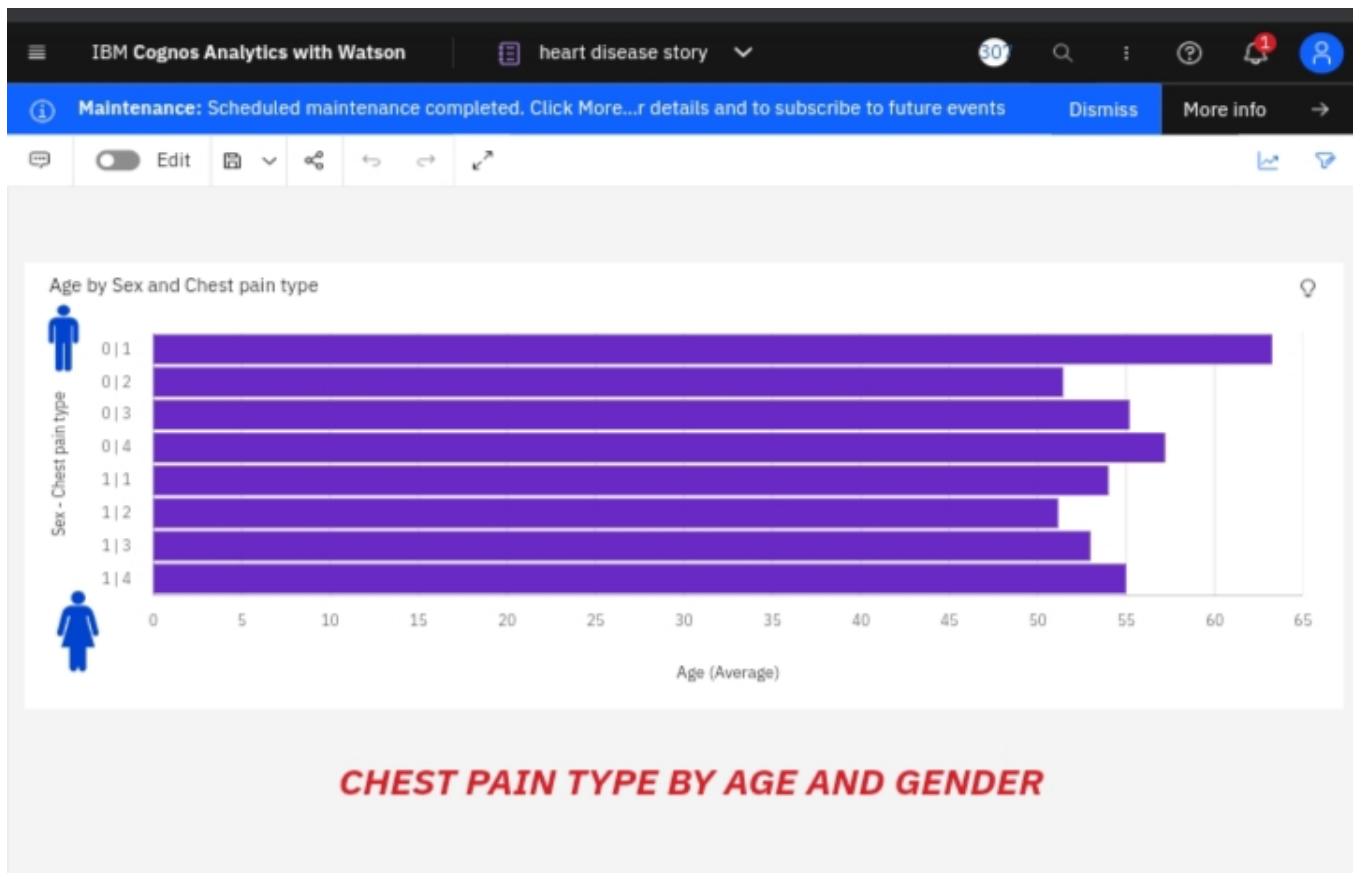 IBM Cognos Analytics with Watson
heart disease story
30
1
Maintenance: Scheduled maintenance completed. Click More...r details and to subscribe to future events
Dismiss
More info
Edit
Age by Sex and Chest pain type
Sex - Chest pain type
0|1
0|2
0|3
0|4
1|1
1|2
1|3
1|4
0 5 10 15 20 25 30 35 40 45 50 55 60 65
Age (Average)
CHEST PAIN TYPE BY AGE AND GENDER